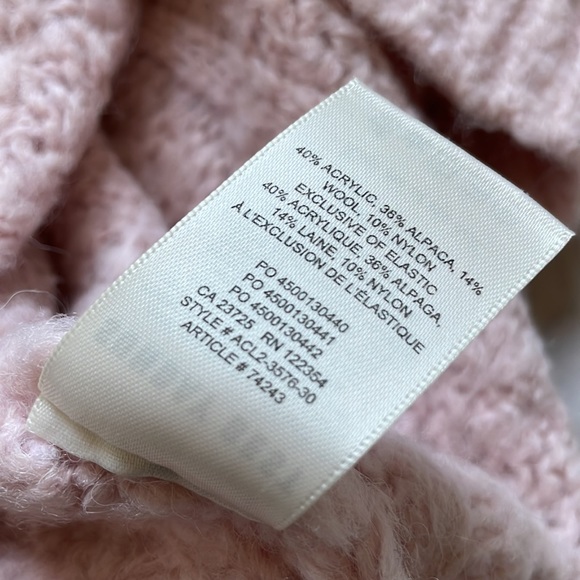 40% ACRYLIC, 36% ALPACA, 14%
WOOL, 10% NYLON
EXCLUSIVE OF ELASTIC
40% ACRYLIQUE, 36% ALPAGA,
14% LAINE, 10% NYLON
À L'EXCLUSION DE L'ÉLASTIQUE
PO 4500130440
PO 4500130441
PO 4500130442
CA 23725 RN 122354
STYLE # ACL2-3576-30
ARTICLE # 74243